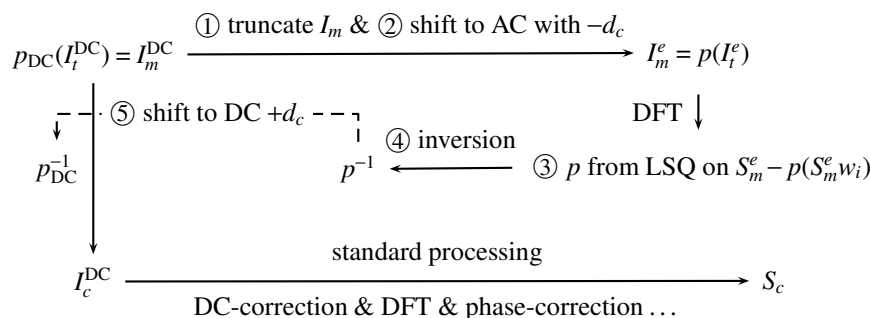 ① truncate I_m & ② shift to AC with −d_c
p_DC(I_t^DC) = I_m^DC
I_m^e = p(I_t^e)
DFT
⑤ shift to DC +d_c
④ inversion
p_DC^−1
p^−1
③ p from LSQ on S_m^e − p(S_m^e w_i)
standard processing
I_c^DC
S_c
DC-correction & DFT & phase-correction …